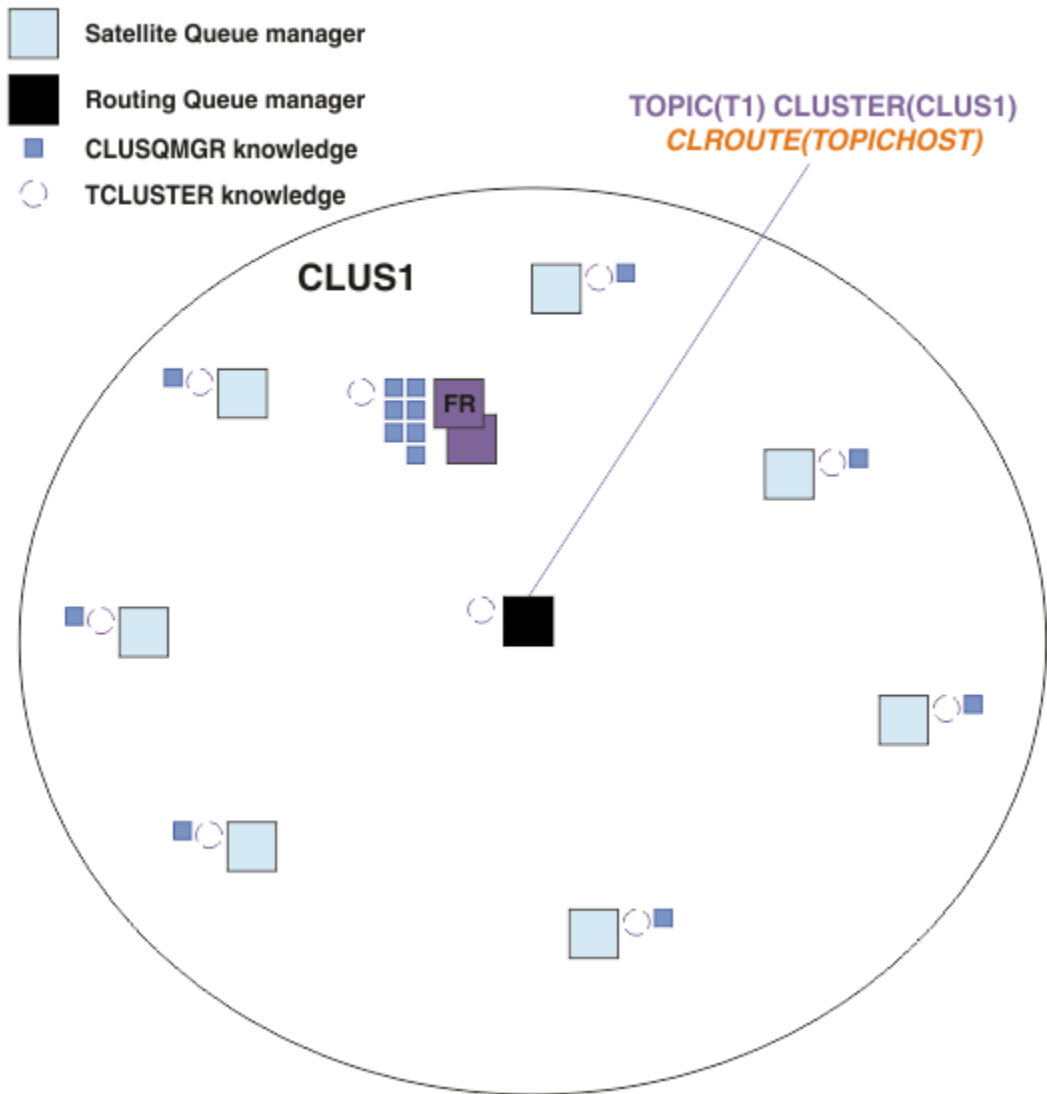 Satellite Queue manager
Routing Queue manager
CLUSQMGR knowledge
TCLUSTER knowledge
TOPIC(T1) CLUSTER(CLUS1)
CLROUTE(TOPICHOST)
CLUS1
FR